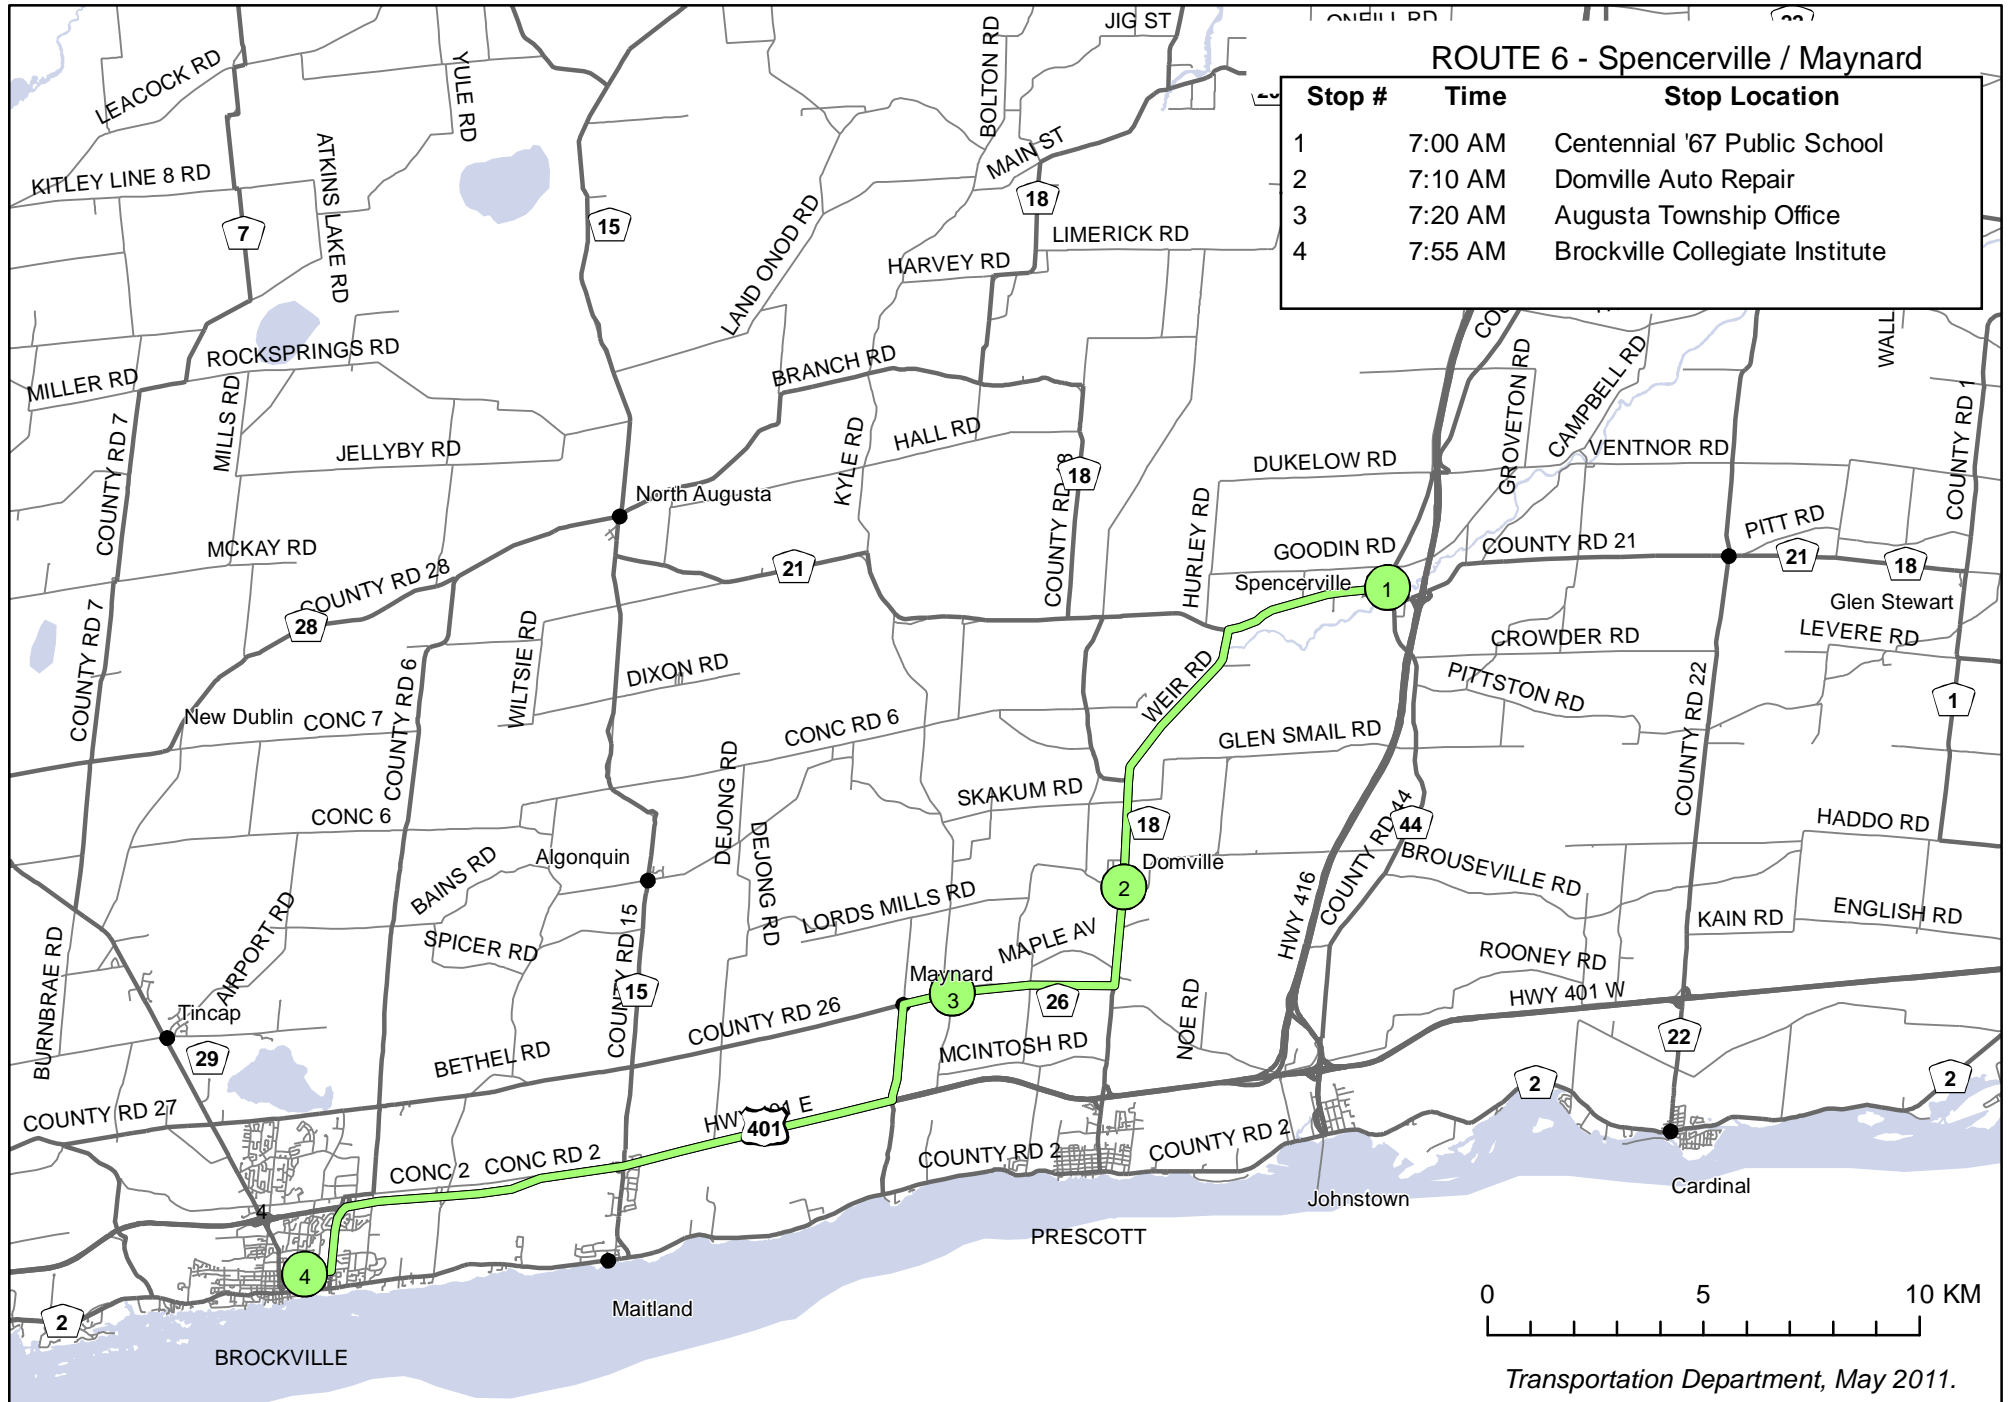 JIG ST
ONEILL RD
22
BOLTON RD
ROUTE 6 - Spencerville / Maynard
Stop # Time Stop Location
1 7:00 AM Centennial '67 Public School
2 7:10 AM Domville Auto Repair
3 7:20 AM Augusta Township Office
4 7:55 AM Brockville Collegiate Institute
LEACOCK RD
YULE RD
ATKINS LAKE RD
KITLEY LINE 8 RD
MAIN ST
18
7
15
LAND ONOD RD
LIMERICK RD
HARVEY RD
ROCKSPRINGS RD
MILLER RD
MILLS RD
BRANCH RD
COUNTY RD 7
JELLYBY RD
KYLE RD
HALL RD
18
DUKELOW RD
GROVETON RD
CAMPBELL RD
VENTNOR RD
WALL
COUNTY RD 1
North Augusta
COUNTY RD 18
HURLEY RD
PITT RD
MCKAY RD
COUNTY RD 28
28
21
GOODIN RD
COUNTY RD 21
21
18
Spencerville
1
Glen Stewart
COUNTY RD 7
WILTSIE RD
DIXON RD
CROWDER RD
LEVERE RD
COUNTY RD 6
WEIR RD
PITTSTON RD
COUNTY RD 22
1
New Dublin
CONC 7
CONC RD 6
GLEN SMAIL RD
DEJONG RD
SKAKUM RD
CONC 6
18
COUNTY RD 44
44
HADDO RD
Algonquin
BAINS RD
DEJONG RD
Domville
2
BROUSEVILLE RD
LORDS MILLS RD
HWY 416
AIRPORT RD
SPICER RD
COUNTY RD 15
15
MAPLE AV
KAIN RD
ENGLISH RD
BURNBRAE RD
Maynard
3
26
ROONEY RD
HWY 401 W
Tincap
29
COUNTY RD 26
NOE RD
22
BETHEL RD
MCINTOSH RD
2
2
COUNTY RD 27
HWY 401 E
401
CONC 2
CONC RD 2
COUNTY RD 2
COUNTY RD 2
Johnstown
Cardinal
4
PRESCOTT
4
Maitland
2
BROCKVILLE
0 5 10 KM
Transportation Department, May 2011.